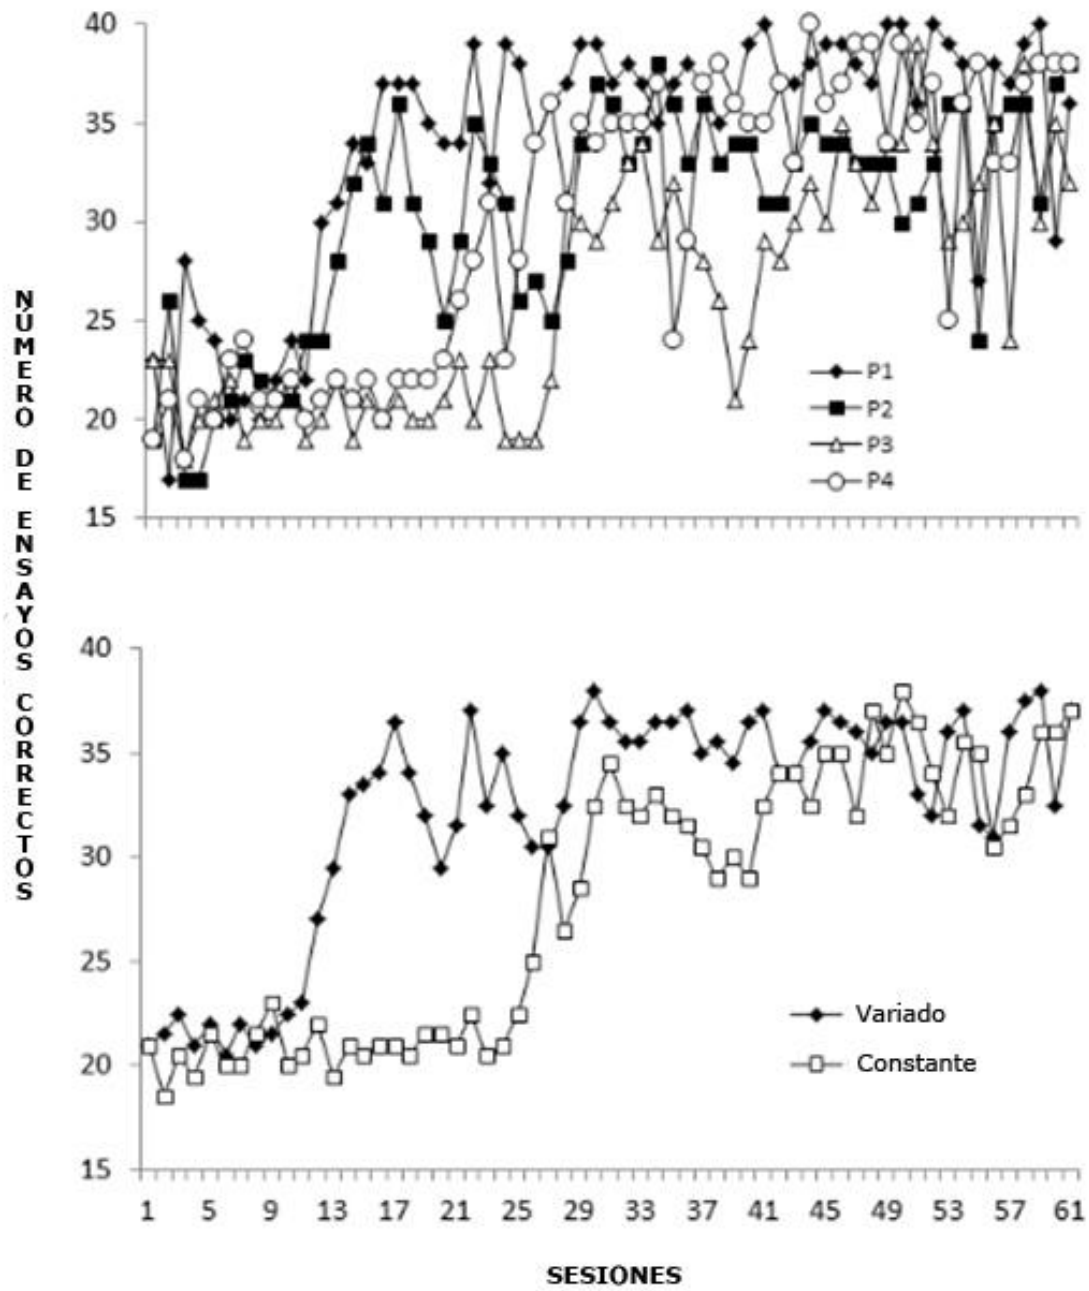 40
35
30
25
20
15
P1
P2
P3
P4
NÚMERO DE ENSAYOS CORRECTOS
40
35
30
25
20
15
Variado
Constante
1 5 9 13 17 21 25 29 33 37 41 45 49 53 57 61
SESIONES